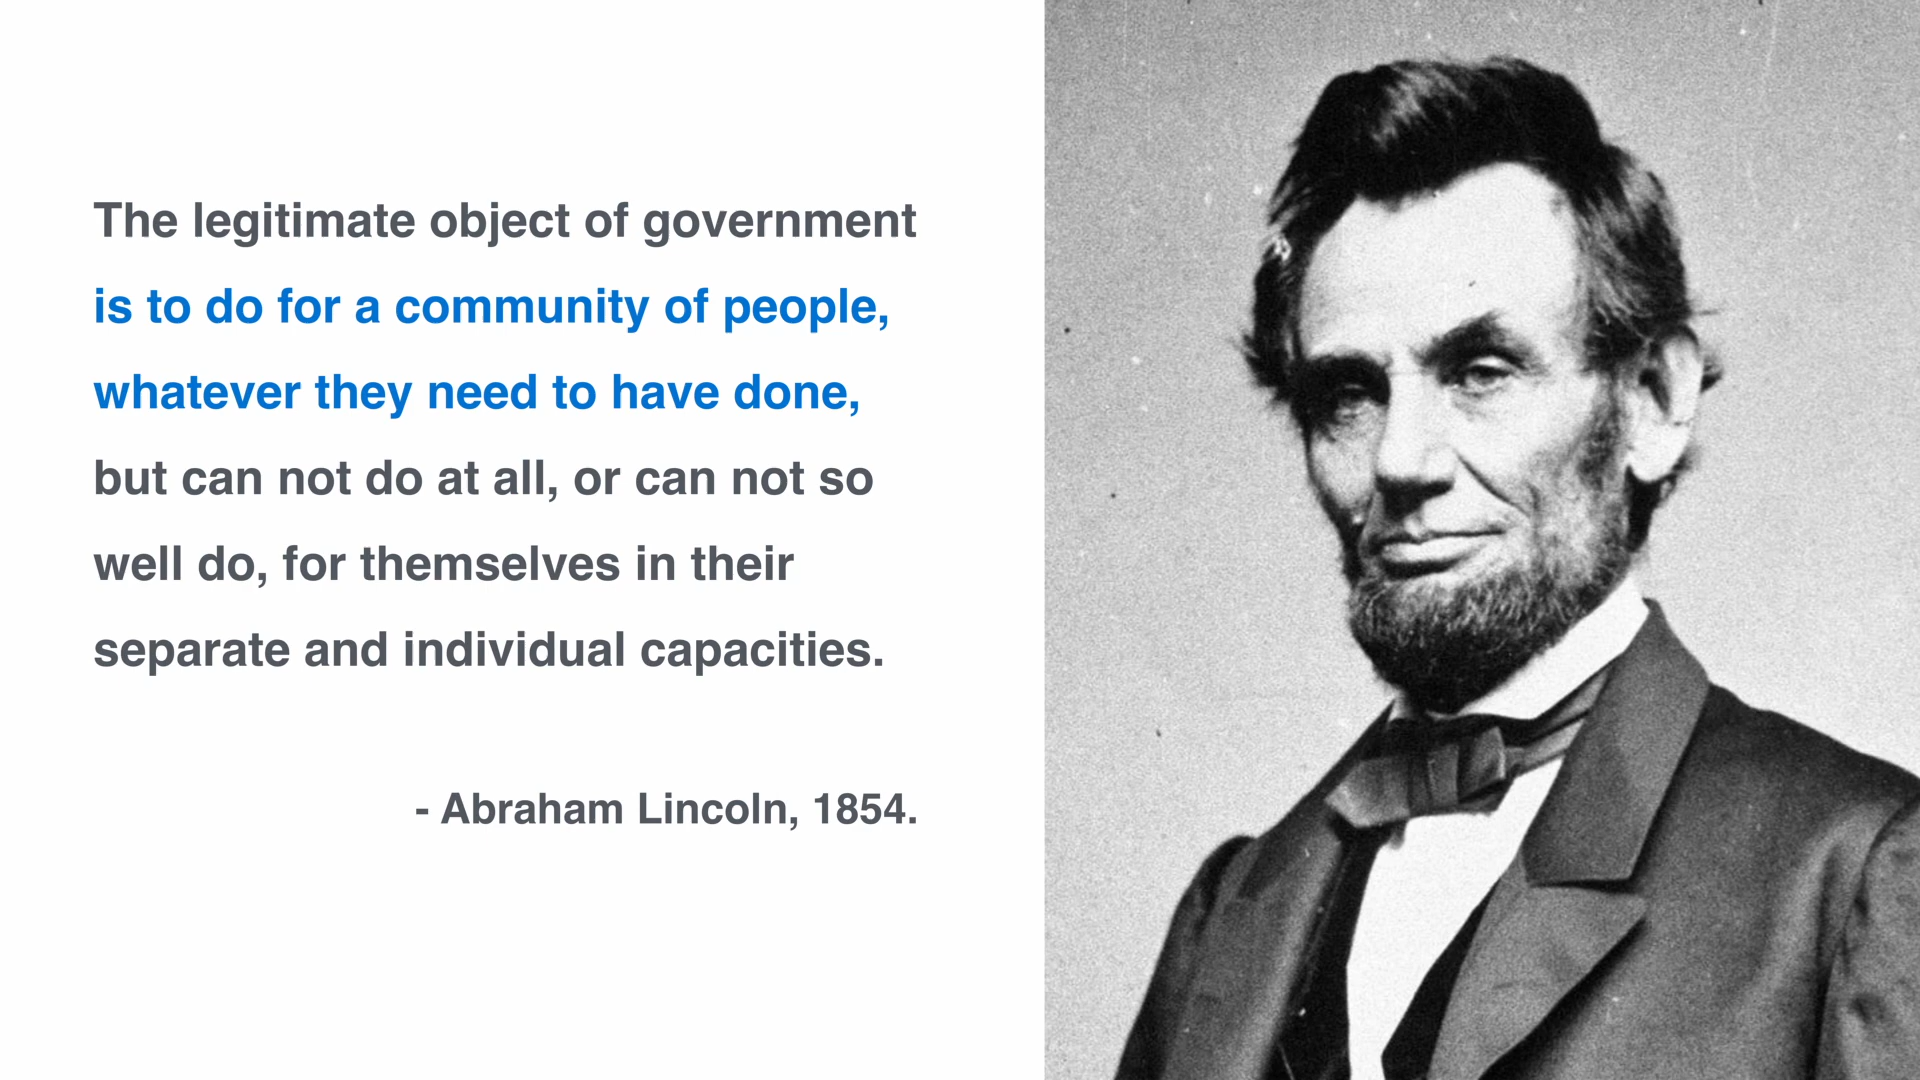 The legitimate object of government
is to do for a community of people,
whatever they need to have done,
but can not do at all, or can not so
well do, for themselves in their
separate and individual capacities.
- Abraham Lincoln, 1854.